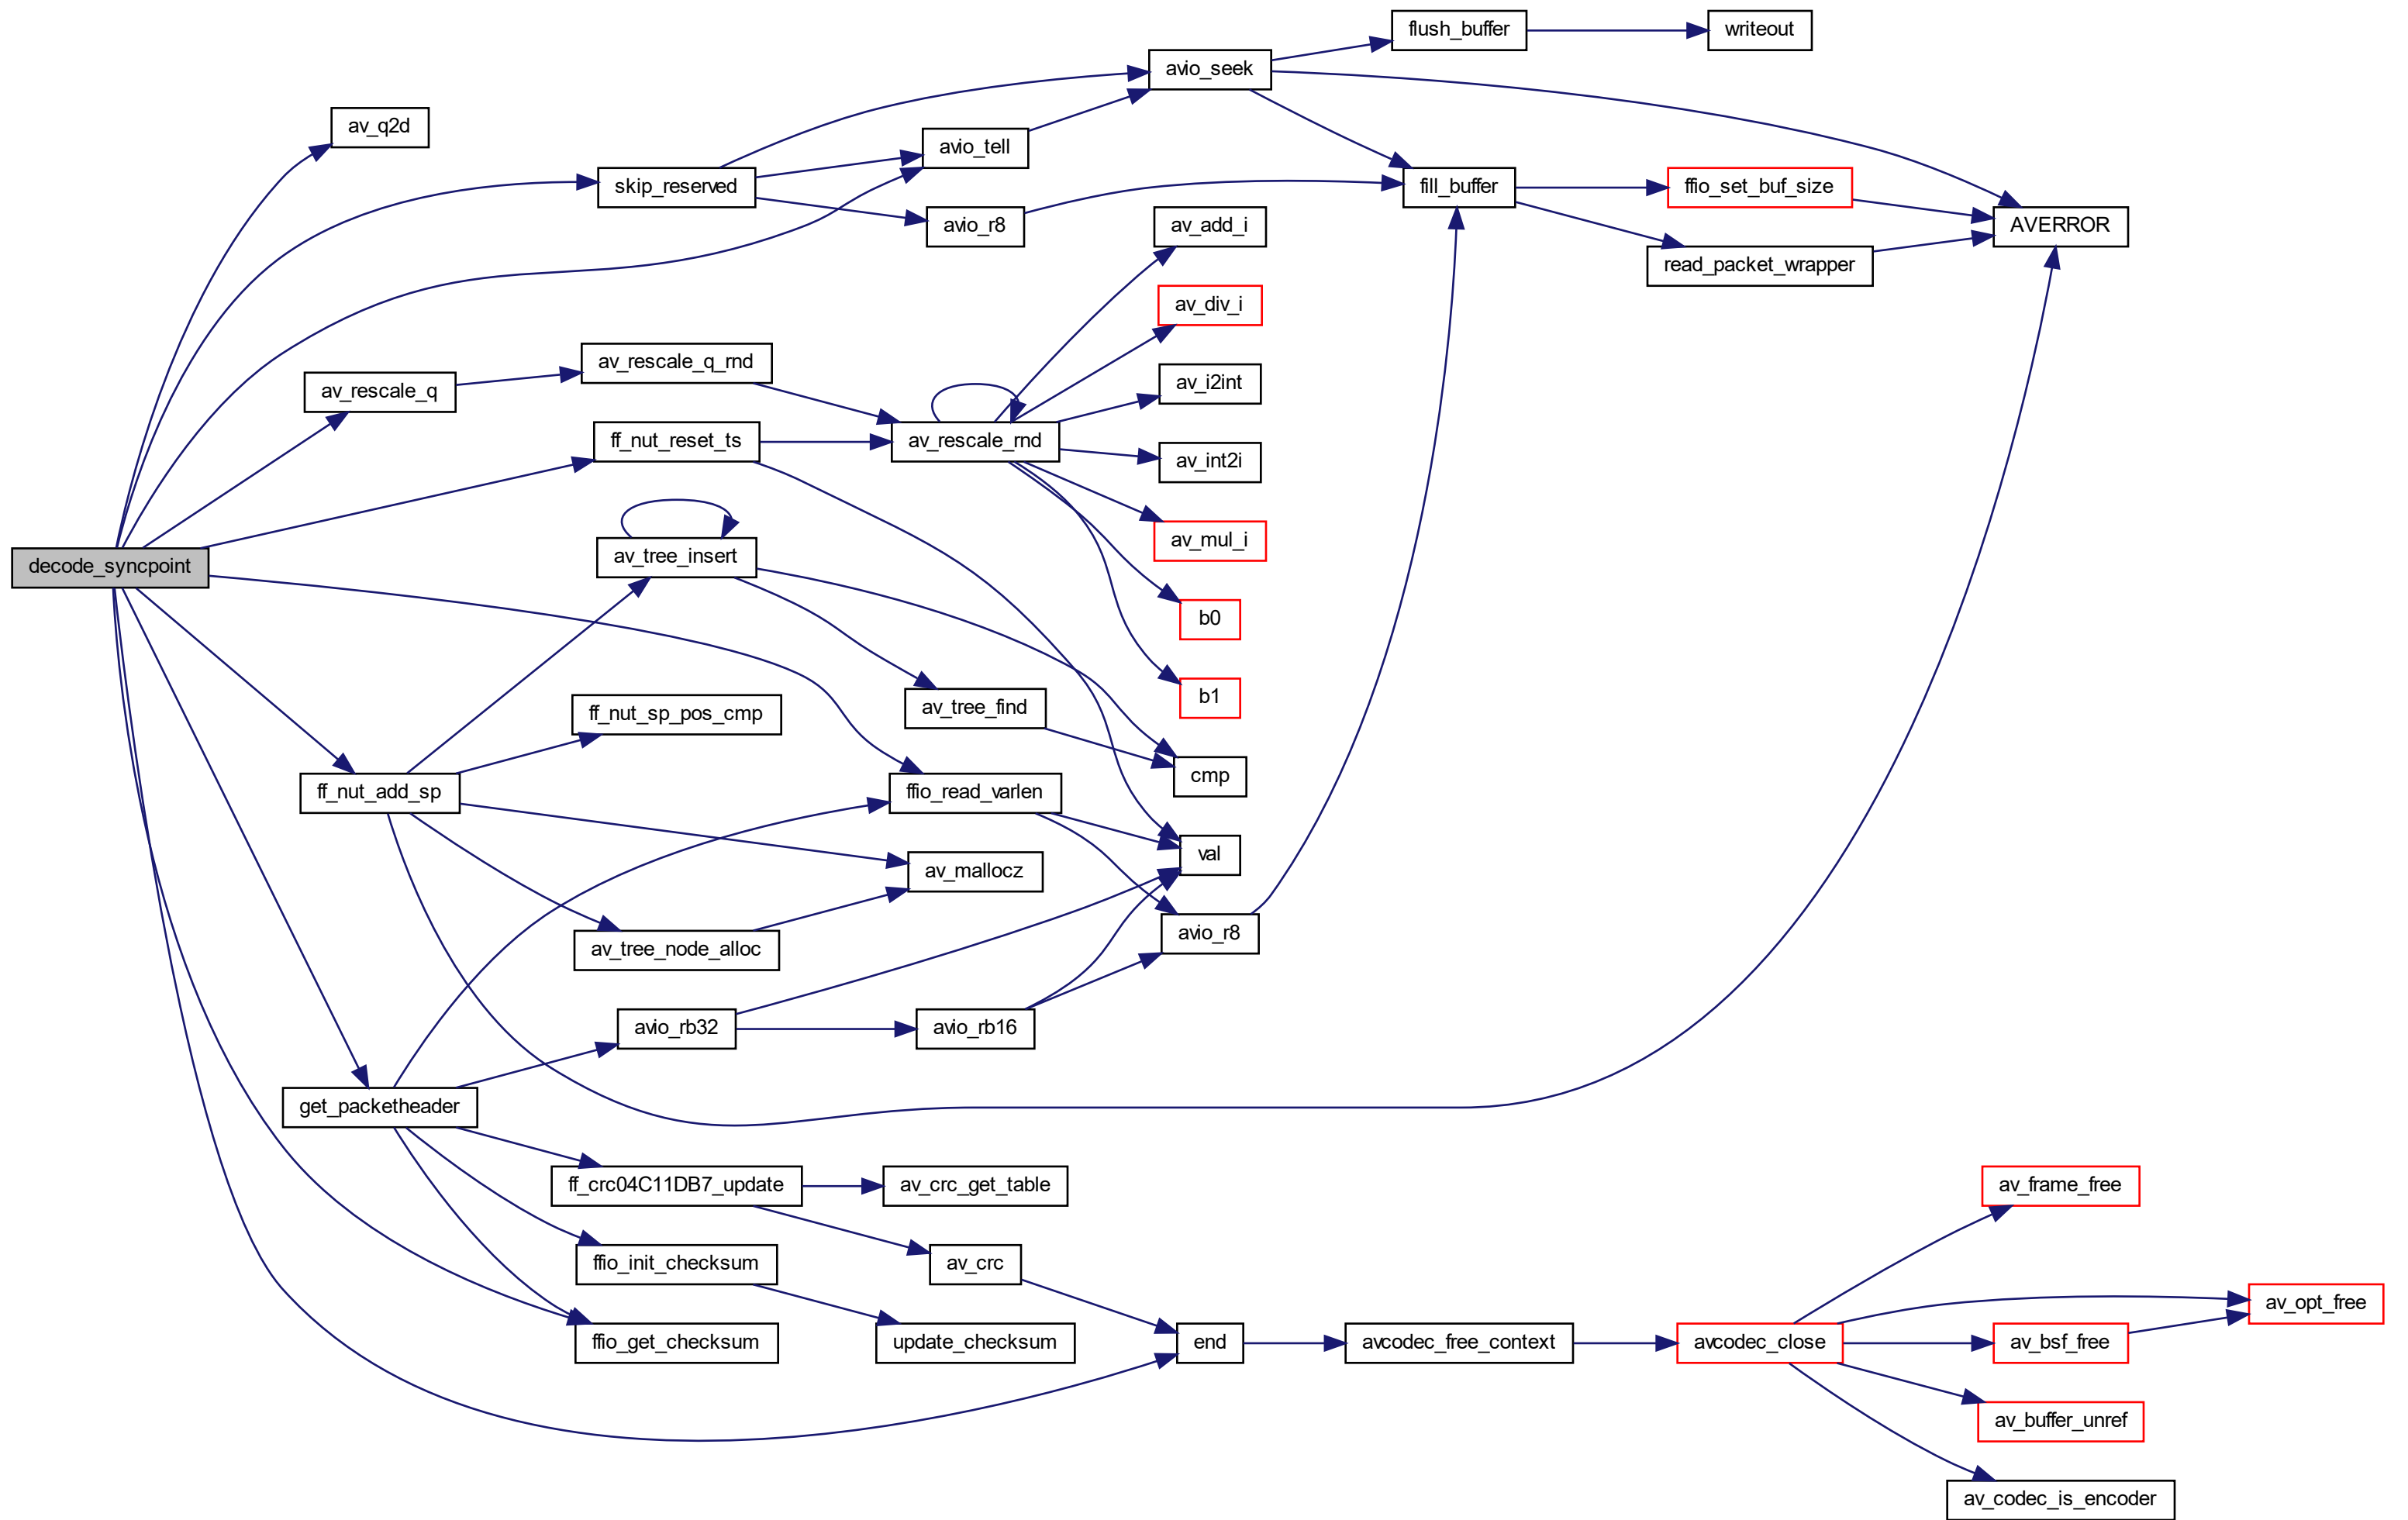 flush_buffer
writeout
avio_seek
av_q2d
avio_tell
skip_reserved
fill_buffer
ffio_set_buf_size
avio_r8
av_add_i
AVERROR
read_packet_wrapper
av_div_i
av_rescale_q_rnd
av_rescale_q
av_i2int
ff_nut_reset_ts
av_rescale_rnd
av_int2i
av_tree_insert
av_mul_i
decode_syncpoint
b0
b1
av_tree_find
ff_nut_sp_pos_cmp
cmp
ff_nut_add_sp
ffio_read_varlen
val
av_mallocz
avio_r8
av_tree_node_alloc
avio_rb32
avio_rb16
get_packetheader
ff_crc04C11DB7_update
av_crc_get_table
av_frame_free
ffio_init_checksum
av_crc
av_opt_free
ffio_get_checksum
update_checksum
end
avcodec_free_context
avcodec_close
av_bsf_free
av_buffer_unref
av_codec_is_encoder